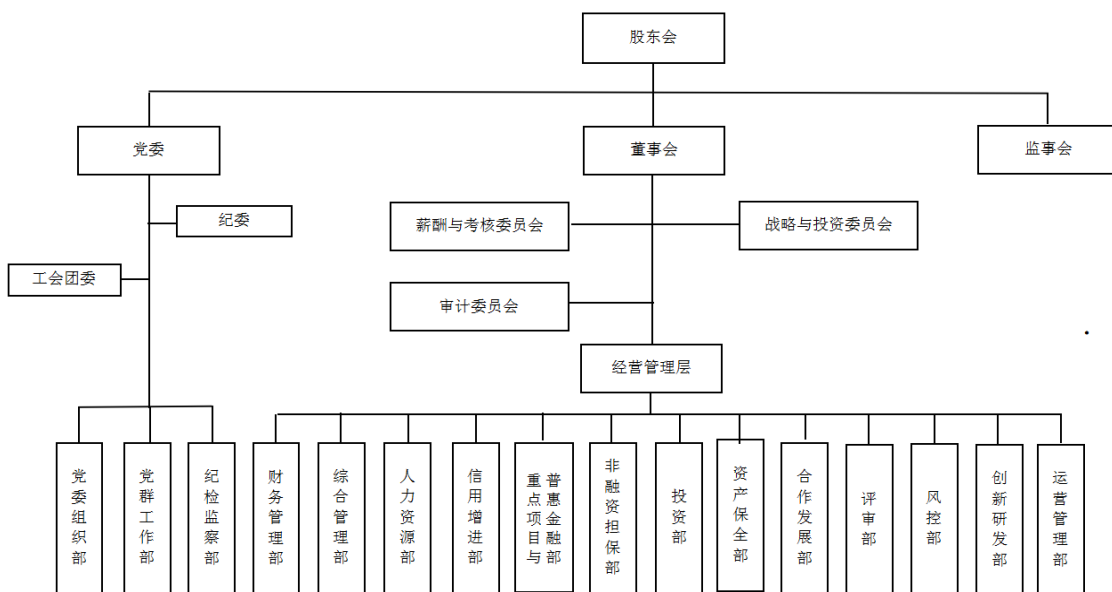 股东会
党委
董事会
监事会
纪委
薪酬与考核委员会
战略与投资委员会
工会团委
审计委员会
经营管理层
党委组织部
党群工作部
纪检监察部
财务管理部
综合管理部
人力资源部
信用增进部
重点项目与
普惠金融部
非融资担保部
投资部
资产保全部
合作发展部
评审部
风控部
创新研发部
运营管理部